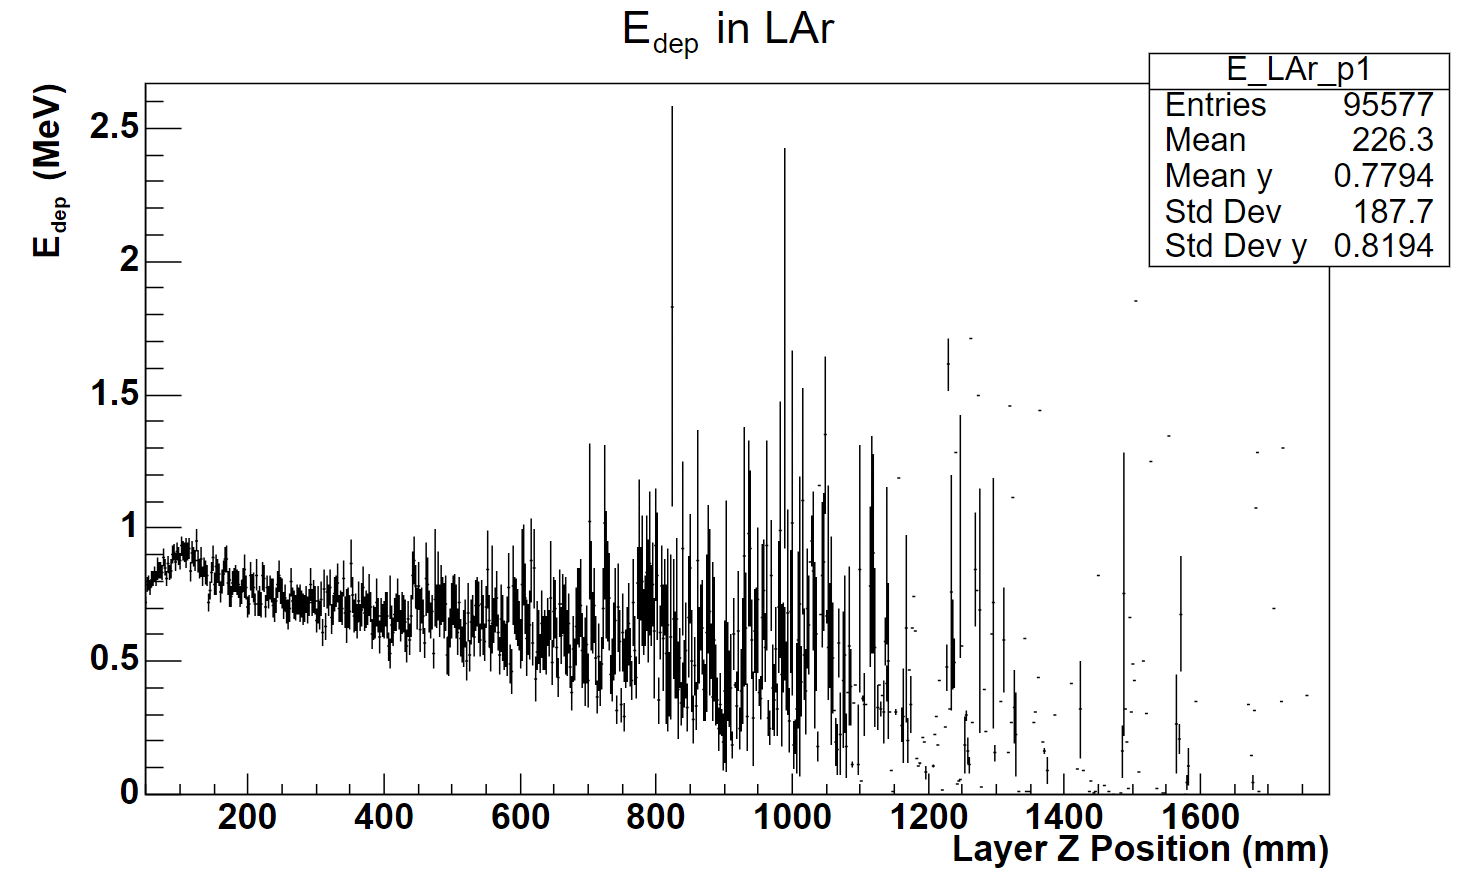 E_dep in LAr
E_LAr_p1
Entries 95577
Mean 226.3
Mean y 0.7794
Std Dev 187.7
Std Dev y 0.8194
E_dep (MeV)
2.5
2
1.5
1
0.5
0
200 400 600 800 1000 1200 1400 1600
Layer Z Position (mm)